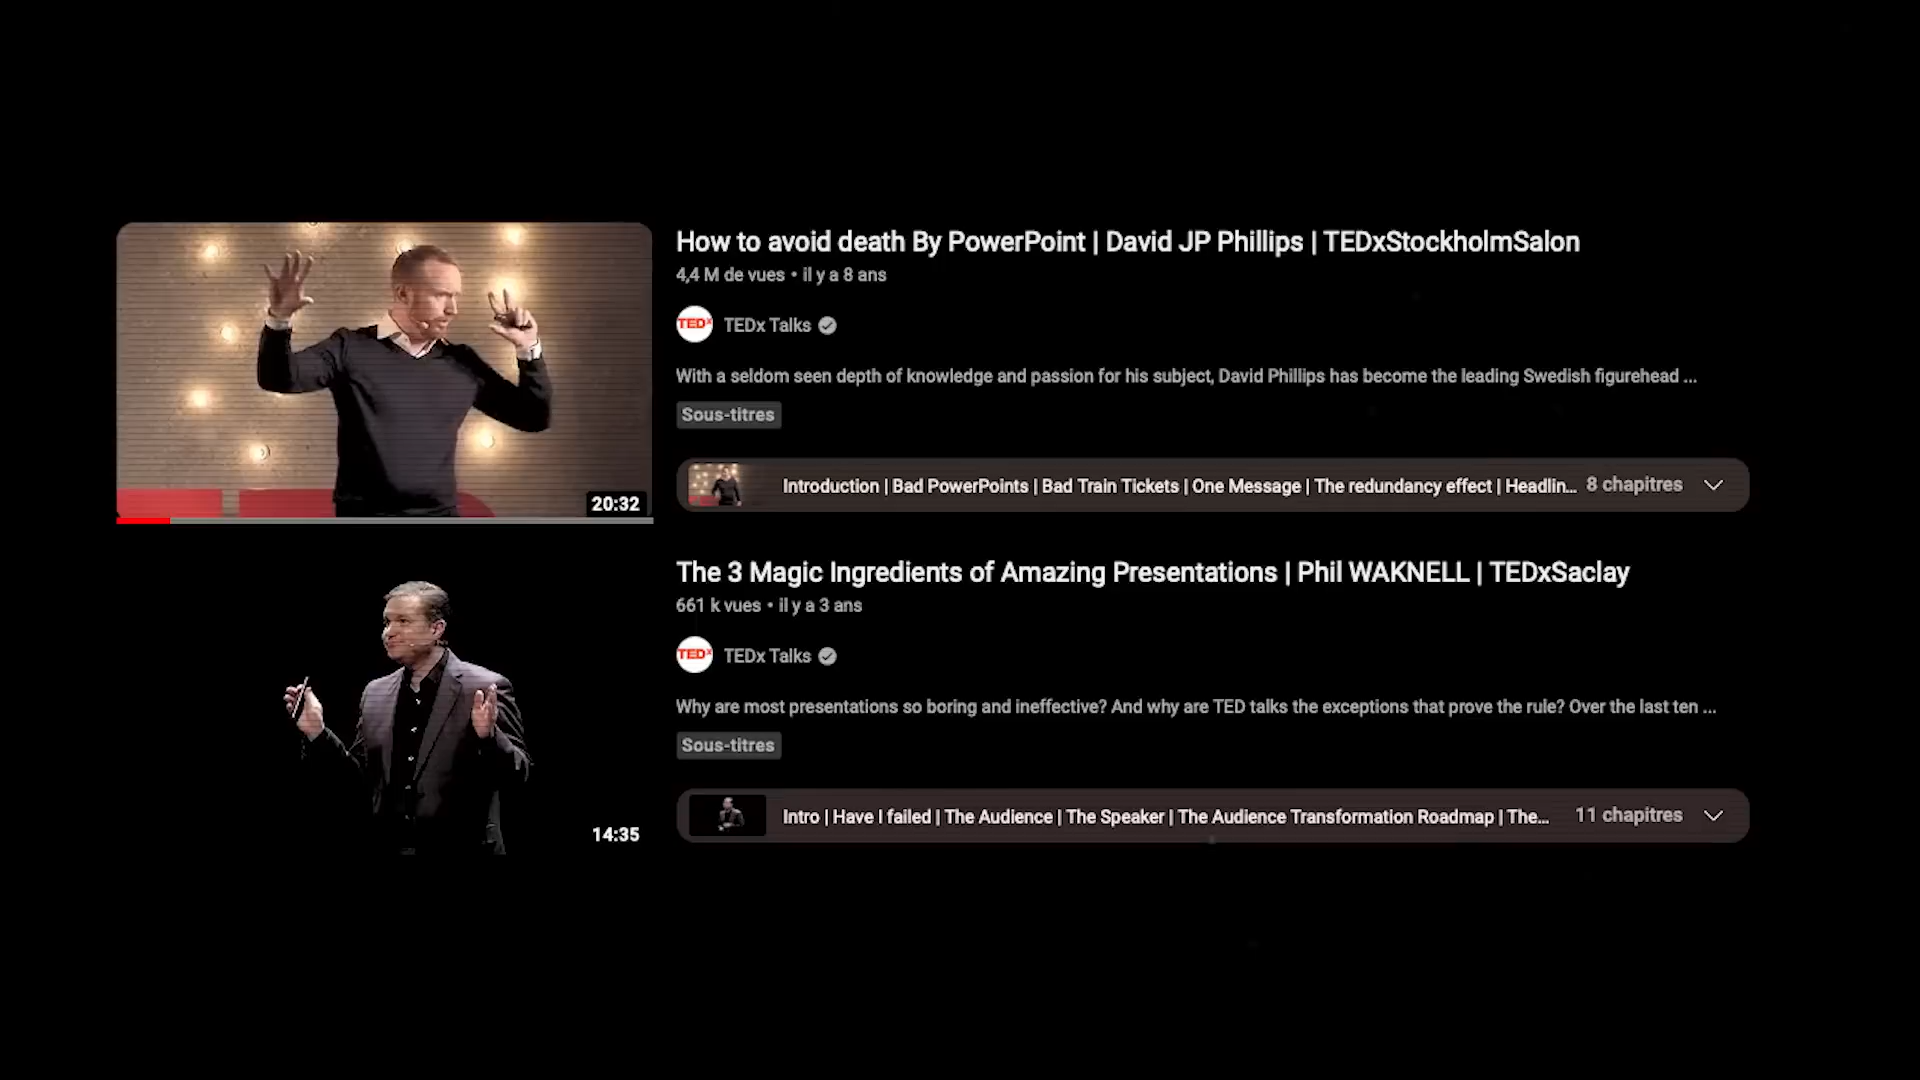 How to avoid death By PowerPoint | David JP Phillips | TEDxStockholmSalon
4,4 M de vues • il y a 8 ans
TEDx
TEDx Talks
With a seldom seen depth of knowledge and passion for his subject, David Phillips has become the leading Swedish figurehead ...
Sous-titres
20:32
Introduction | Bad PowerPoints | Bad Train Tickets | One Message | The redundancy effect | Headlin... 8 chapitres
The 3 Magic Ingredients of Amazing Presentations | Phil WAKNELL | TEDxSaclay
661 k vues • il y a 3 ans
TEDx
TEDx Talks
Why are most presentations so boring and ineffective? And why are TED talks the exceptions that prove the rule? Over the last ten ...
Sous-titres
14:35
Intro | Have I failed | The Audience | The Speaker | The Audience Transformation Roadmap | The... 11 chapitres